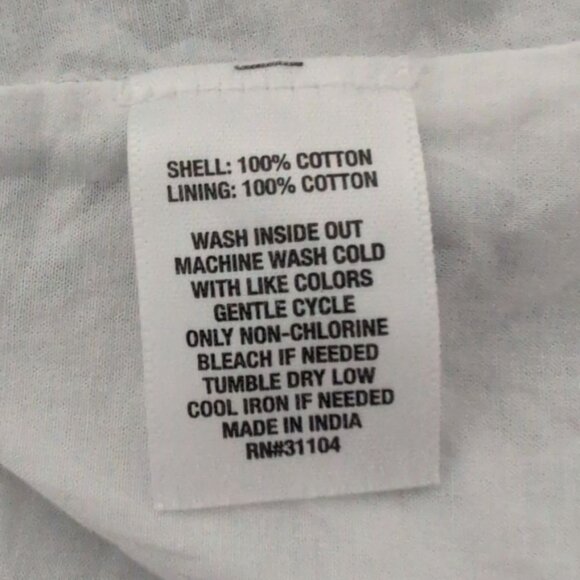 SHELL: 100% COTTON
LINING: 100% COTTON
WASH INSIDE OUT
MACHINE WASH COLD
WITH LIKE COLORS
GENTLE CYCLE
ONLY NON-CHLORINE
BLEACH IF NEEDED
TUMBLE DRY LOW
COOL IRON IF NEEDED
MADE IN INDIA
RN#31104